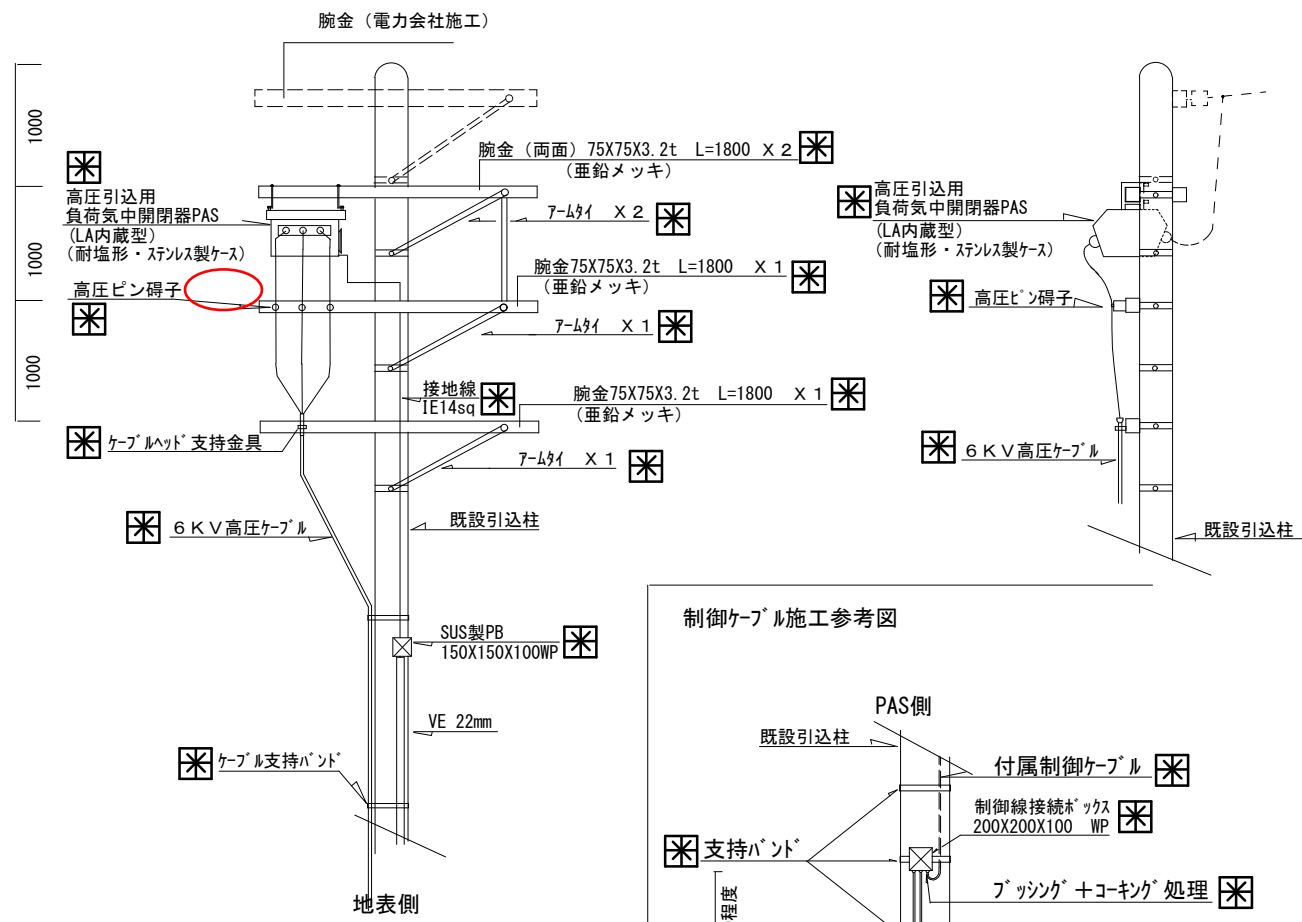 腕金（電力会社施工）
1000
1000
1000
高圧引込用
負荷気中開閉器PAS
(LA内蔵型)
（耐塩形・ｽﾃﾝﾚｽ製ｹｰｽ）
高圧ピン碍子
腕金（両面）75X75X3.2t L=1800 X 2
（亜鉛メッキ）
ｱｰﾑﾀｲ X 2
腕金75X75X3.2t L=1800 X 1
（亜鉛メッキ）
ｱｰﾑﾀｲ X 1
接地線
IE14sq
腕金75X75X3.2t L=1800 X 1
（亜鉛メッキ）
ｹｰﾌﾞﾙﾍｯﾄﾞ支持金具
ｱｰﾑﾀｲ X 1
６ＫＶ高圧ｹｰﾌﾞﾙ
既設引込柱
SUS製PB
150X150X100WP
VE 22mm
ｹｰﾌﾞﾙ支持ﾊﾞﾝﾄﾞ
地表側
高圧引込用
負荷気中開閉器PAS
(LA内蔵型)
（耐塩形・ｽﾃﾝﾚｽ製ｹｰｽ）
高圧ﾋﾟﾝ碍子
６ＫＶ高圧ケーブル
既設引込柱
制御ｹｰﾌﾞﾙ施工参考図
PAS側
既設引込柱
付属制御ｹｰﾌﾞﾙ
制御線接続ﾎﾞｯｸｽ
200X200X100 WP
支持ﾊﾞﾝﾄﾞ
ﾌﾞｯｼﾝｸﾞ+ｺｰｷﾝｸﾞ処理
程度